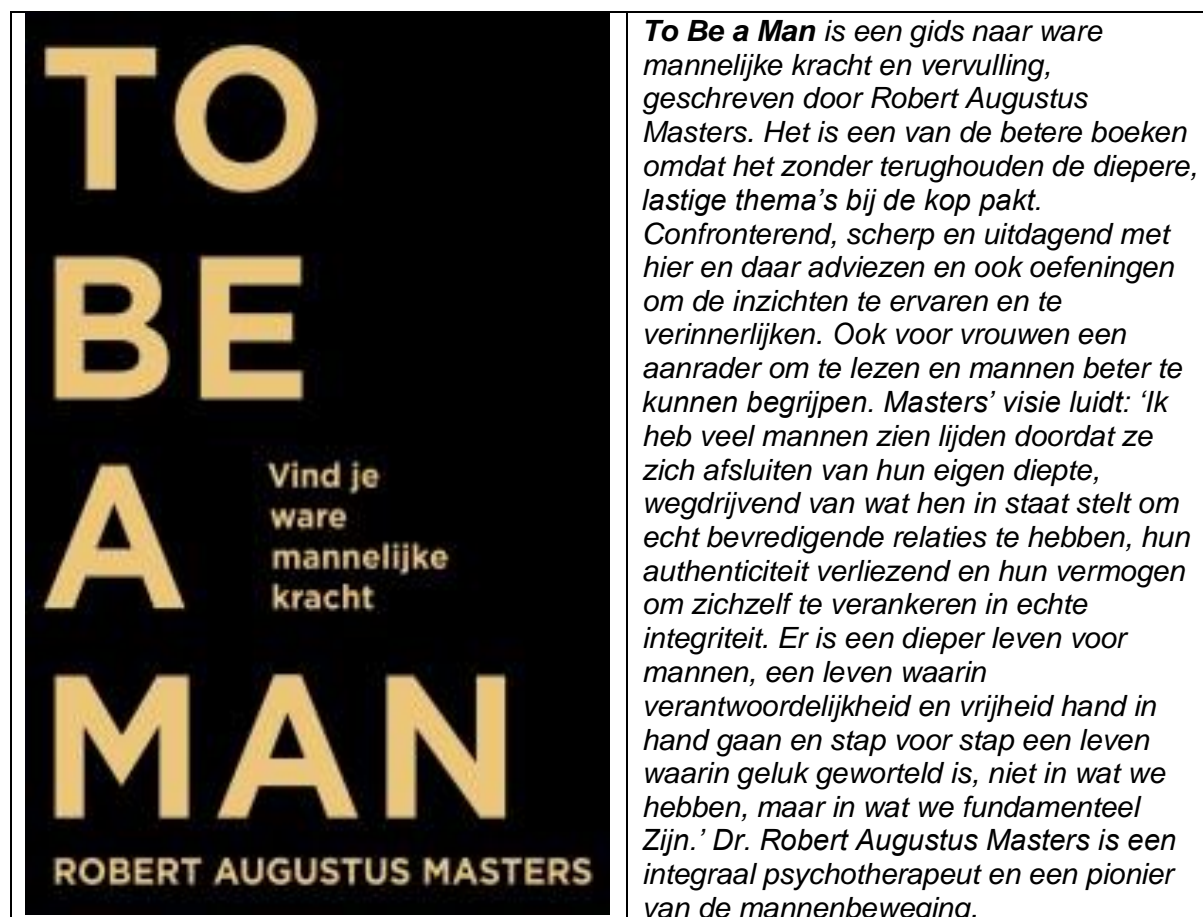 TO
BE
A
Vind je
ware
mannelijke
kracht
MAN
ROBERT AUGUSTUS MASTERS
To Be a Man is een gids naar ware
mannelijke kracht en vervulling,
geschreven door Robert Augustus
Masters. Het is een van de betere boeken
omdat het zonder terughouden de diepere,
lastige thema’s bij de kop pakt.
Confronterend, scherp en uitdagend met
hier en daar adviezen en ook oefeningen
om de inzichten te ervaren en te
verinnerlijken. Ook voor vrouwen een
aanrader om te lezen en mannen beter te
kunnen begrijpen. Masters’ visie luidt: ‘Ik
heb veel mannen zien lijden doordat ze
zich afsluiten van hun eigen diepte,
wegdrijvend van wat hen in staat stelt om
echt bevredigende relaties te hebben, hun
authenticiteit verliezend en hun vermogen
om zichzelf te verankeren in echte
integriteit. Er is een dieper leven voor
mannen, een leven waarin
verantwoordelijkheid en vrijheid hand in
hand gaan en stap voor stap een leven
waarin geluk geworteld is, niet in wat we
hebben, maar in wat we fundamenteel
Zijn.’ Dr. Robert Augustus Masters is een
integraal psychotherapeut en een pionier
van de mannenbeweging.